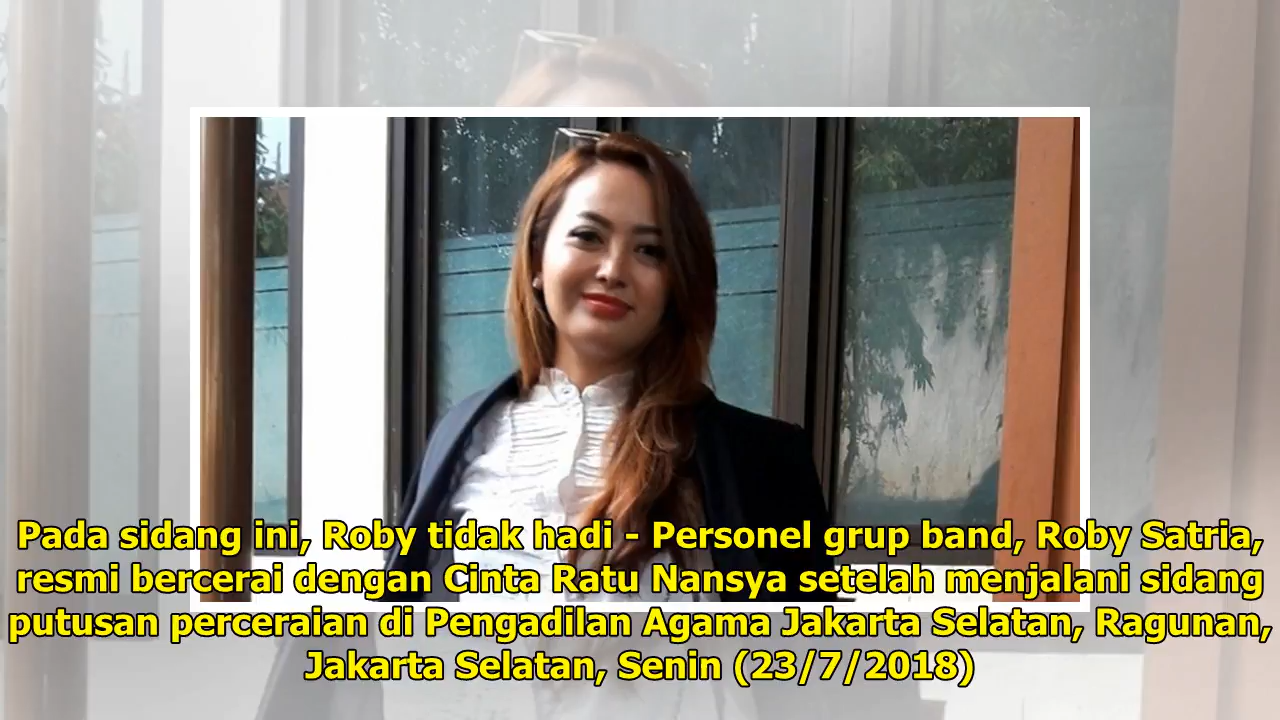 Pada sidang ini, Roby tidak hadi - Personel grup band, Roby Satria,
resmi bercerai dengan Cinta Ratu Nansya setelah menjalani sidang
putusan perceraian di Pengadilan Agama Jakarta Selatan, Ragunan,
Jakarta Selatan, Senin (23/7/2018)